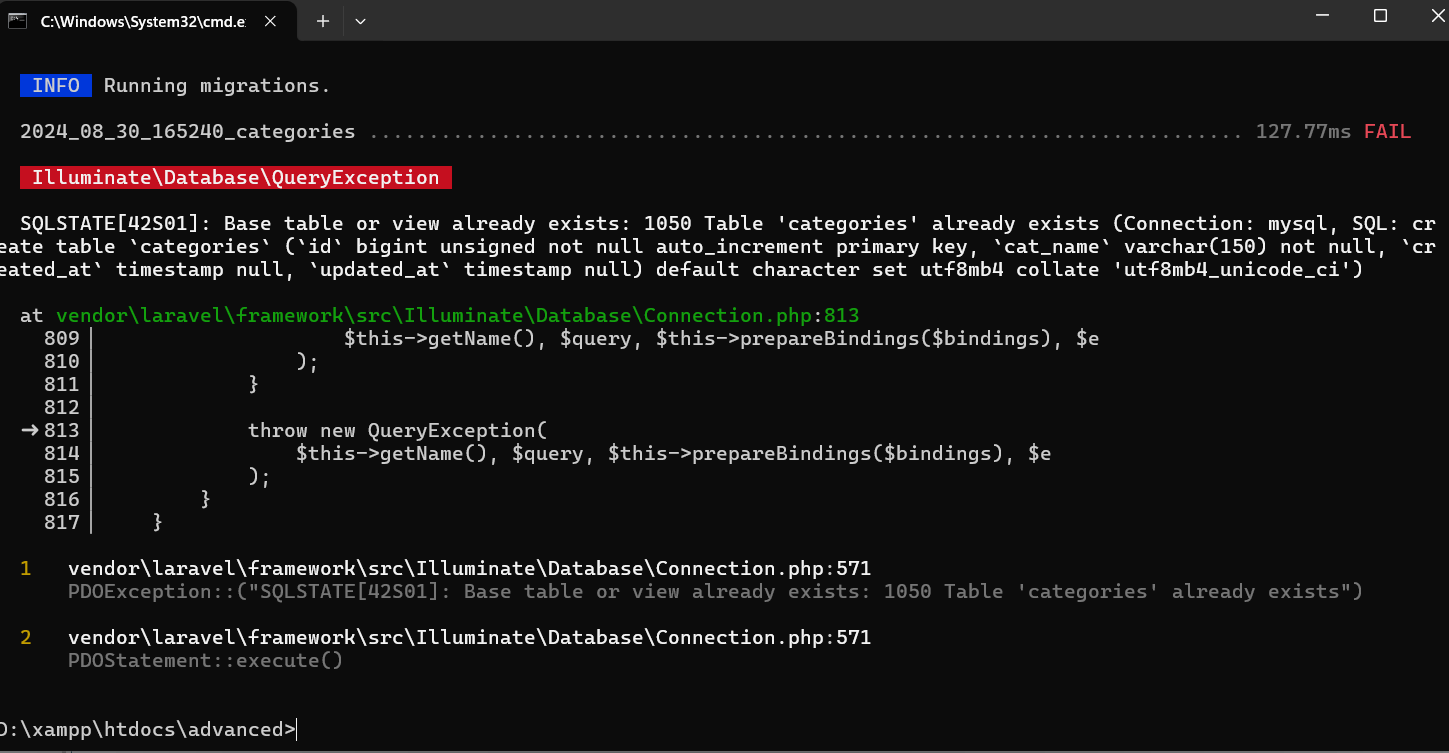 C:\Windows\System32\cmd.e
INFO Running migrations.
2024_08_30_165240_categories ......................................................................... 127.77ms FAIL
Illuminate\Database\QueryException
SQLSTATE[42S01]: Base table or view already exists: 1050 Table 'categories' already exists (Connection: mysql, SQL: cr
eate table `categories` (`id` bigint unsigned not null auto_increment primary key, `cat_name` varchar(150) not null, `cr
eated_at` timestamp null, `updated_at` timestamp null) default character set utf8mb4 collate 'utf8mb4_unicode_ci')
at vendor\laravel\framework\src\Illuminate\Database\Connection.php:813
809| $this->getName(), $query, $this->prepareBindings($bindings), $e
810| );
811| }
812|
➜ 813| throw new QueryException(
814| $this->getName(), $query, $this->prepareBindings($bindings), $e
815| );
816| }
817| }
1 vendor\laravel\framework\src\Illuminate\Database\Connection.php:571
PDOException::("SQLSTATE[42S01]: Base table or view already exists: 1050 Table 'categories' already exists")
2 vendor\laravel\framework\src\Illuminate\Database\Connection.php:571
PDOStatement::execute()
D:\xampp\htdocs\advanced>